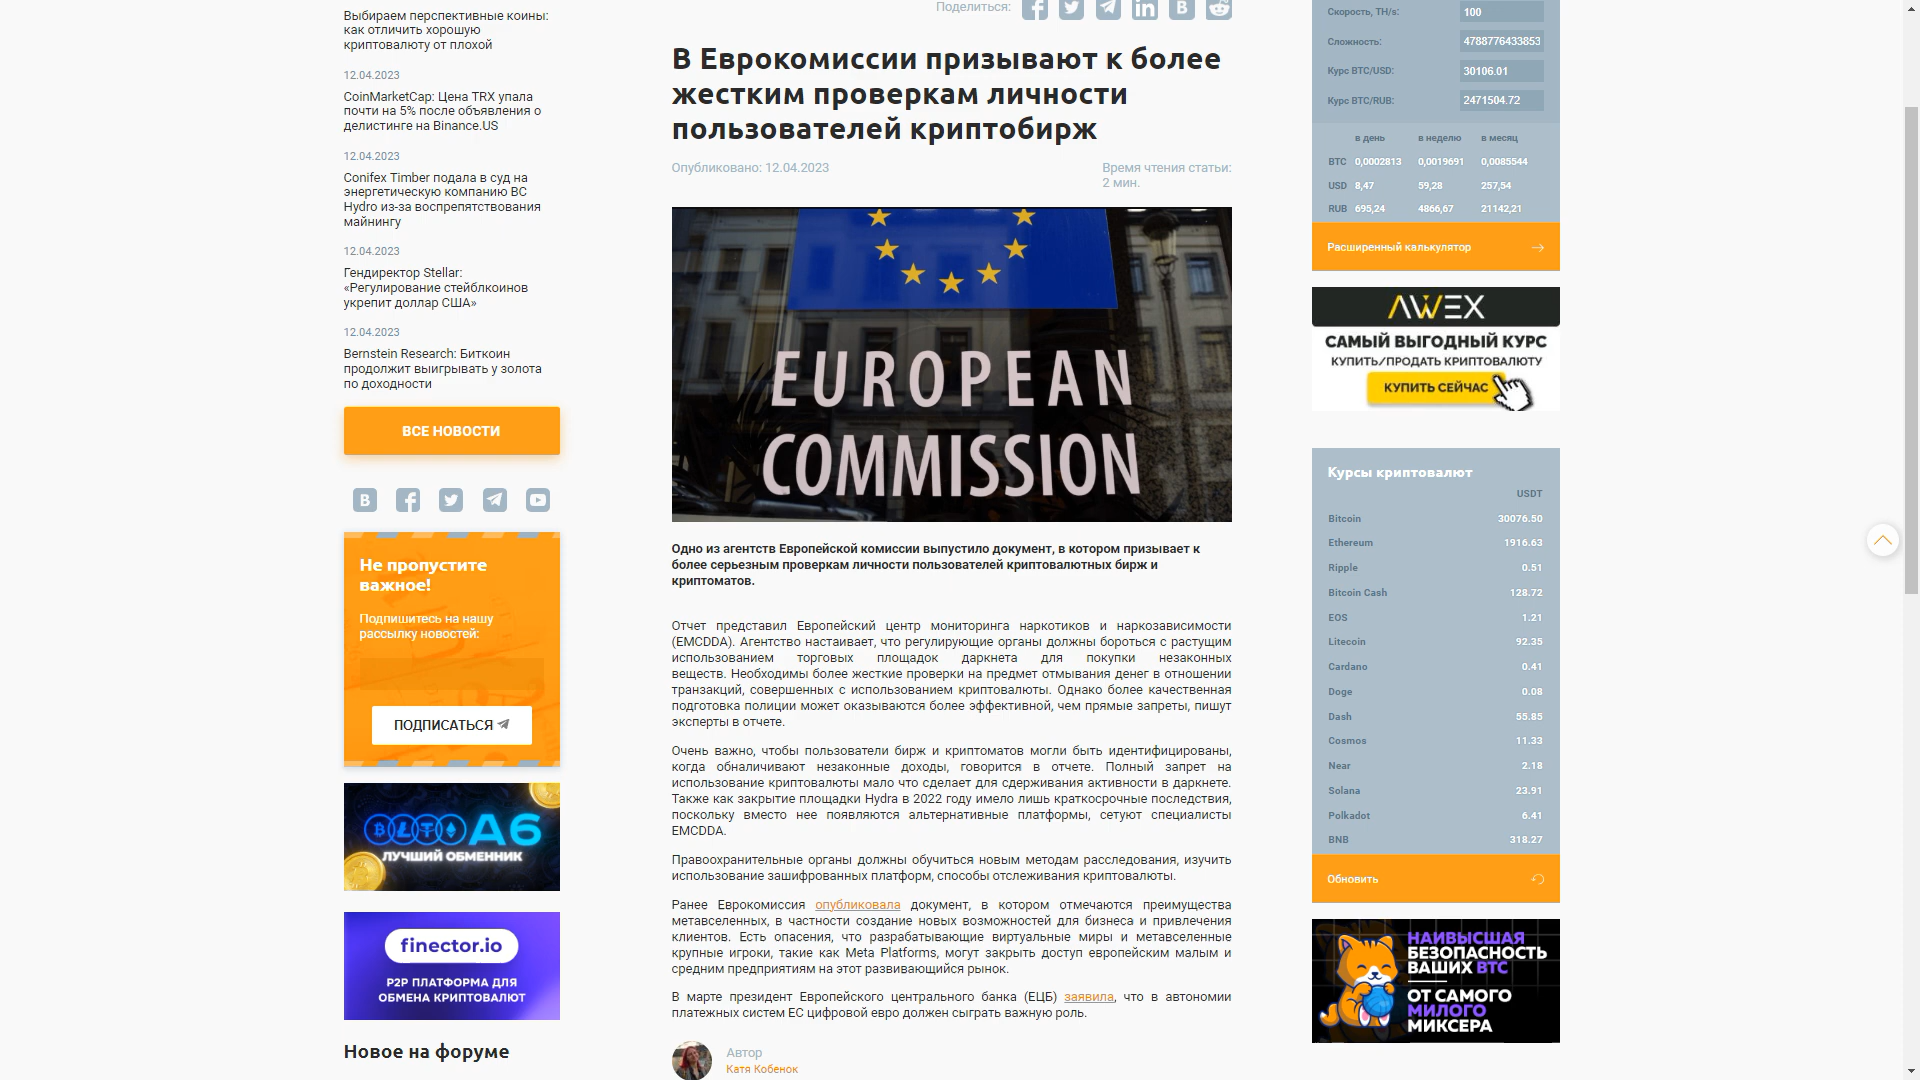 Выбираем перспективные коины:
как отличить хорошую
криптовалюту от плохой
12.04.2023
CoinMarketCap: Цена TRX упала
почти на 5% после объявления о
делистинге на Binance.US
12.04.2023
Conifex Timber подала в суд на
энергетическую компанию BC
Hydro из-за воспрепятствования
майнингу
12.04.2023
Гендиректор Stellar:
«Регулирование стейблкоинов
укрепит доллар США»
12.04.2023
Bernstein Research: Биткоин
продолжит выигрывать у золота
по доходности
ВСЕ НОВОСТИ
Не пропустите
важное!
Подпишитесь на нашу
рассылку новостей:
ПОДПИСАТЬСЯ
A6
ЛУЧШИЙ ОБМЕННИК
finector.io
P2P ПЛАТФОРМА ДЛЯ
ОБМЕНА КРИПТОВАЛЮТ
Новое на форуме
Поделиться:
В Еврокомиссии призывают к более
жестким проверкам личности
пользователей криптобирж
Опубликовано: 12.04.2023
Время чтения статьи:
2 мин.
EUROPEAN
COMMISSION
Одно из агентств Европейской комиссии выпустило документ, в котором призывает к
более серьезным проверкам личности пользователей криптовалютных бирж и
криптоматов.
Отчет представил Европейский центр мониторинга наркотиков и наркозависимости
(EMCDDA). Агентство настаивает, что регулирующие органы должны бороться с растущим
использованием торговых площадок даркнета для покупки незаконных
веществ. Необходимы более жесткие проверки на предмет отмывания денег в отношении
транзакций, совершенных с использованием криптовалюты. Однако более качественная
подготовка полиции может оказываются более эффективной, чем прямые запреты, пишут
эксперты в отчете.
Очень важно, чтобы пользователи бирж и криптоматов могли быть идентифицированы,
когда обналичивают незаконные доходы, говорится в отчете. Полный запрет на
использование криптовалюты мало что сделает для сдерживания активности в даркнете.
Также как закрытие площадки Hydra в 2022 году имело лишь краткосрочные последствия,
поскольку вместо нее появляются альтернативные платформы, сетуют специалисты
EMCDDA.
Правоохранительные органы должны обучиться новым методам расследования, изучить
использование зашифрованных платформ, способы отслеживания криптовалюты.
Ранее Еврокомиссия опубликовала документ, в котором отмечаются преимущества
метавселенных, в частности создание новых возможностей для бизнеса и привлечения
клиентов. Есть опасения, что разрабатывающие виртуальные миры и метавселенные
крупные игроки, такие как Meta Platforms, могут закрыть доступ европейским малым и
средним предприятиям на этот развивающийся рынок.
В марте президент Европейского центрального банка (ЕЦБ) заявила, что в автономии
платежных систем ЕС цифровой евро должен сыграть важную роль.
Автор
Катя Кобенок
Скорость, TH/s: 100
Сложность: 4788776433853
Курс BTC/USD: 30106.01
Курс BTC/RUB: 2471504.72
в день в неделю в месяц
BTC 0,0002813 0,0019691 0,0085544
USD 8,47 59,28 257,54
RUB 695,24 4866,67 21142,21
Расширенный калькулятор
AWEX
САМЫЙ ВЫГОДНЫЙ КУРС
КУПИТЬ/ПРОДАТЬ КРИПТОВАЛЮТУ
КУПИТЬ СЕЙЧАС
Курсы криптовалют
USDT
Bitcoin 30076.50
Ethereum 1916.63
Ripple 0.51
Bitcoin Cash 128.72
EOS 1.21
Litecoin 92.35
Cardano 0.41
Doge 0.08
Dash 55.85
Cosmos 11.33
Near 2.18
Solana 23.91
Polkadot 6.41
BNB 318.27
Обновить
НАИВЫСШАЯ
БЕЗОПАСНОСТЬ
ВАШИХ BTC
ОТ САМОГО
МИЛОГО
МИКСЕРА